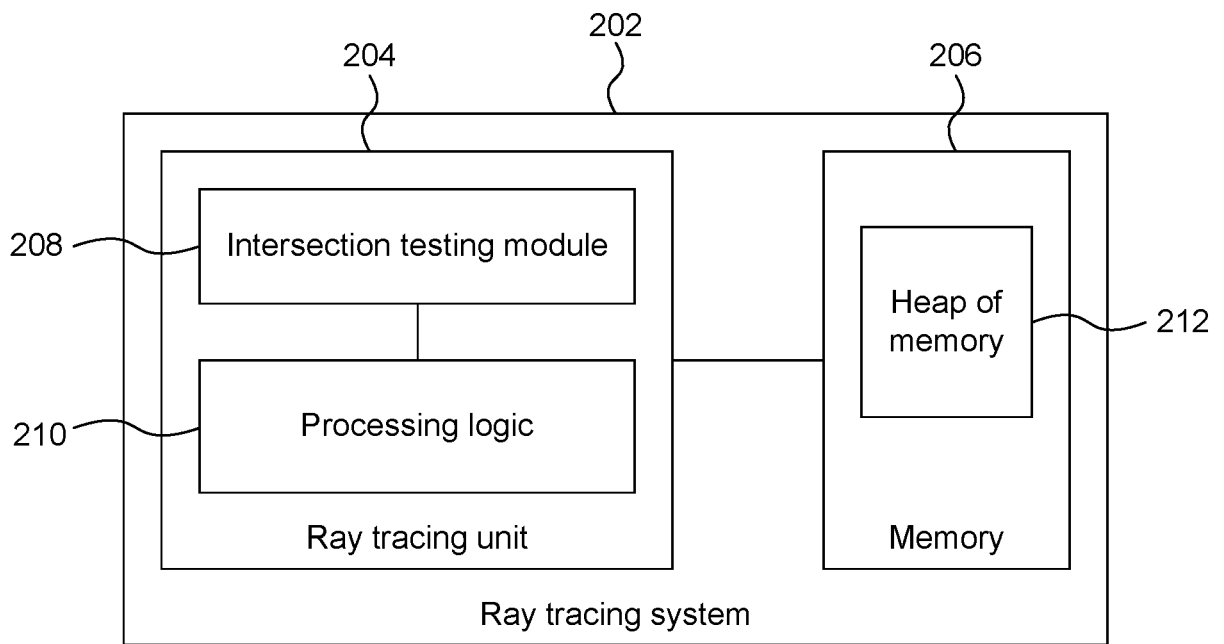 202
204
206
208
Intersection testing module
Heap of
memory
212
210
Processing logic
Ray tracing unit
Memory
Ray tracing system